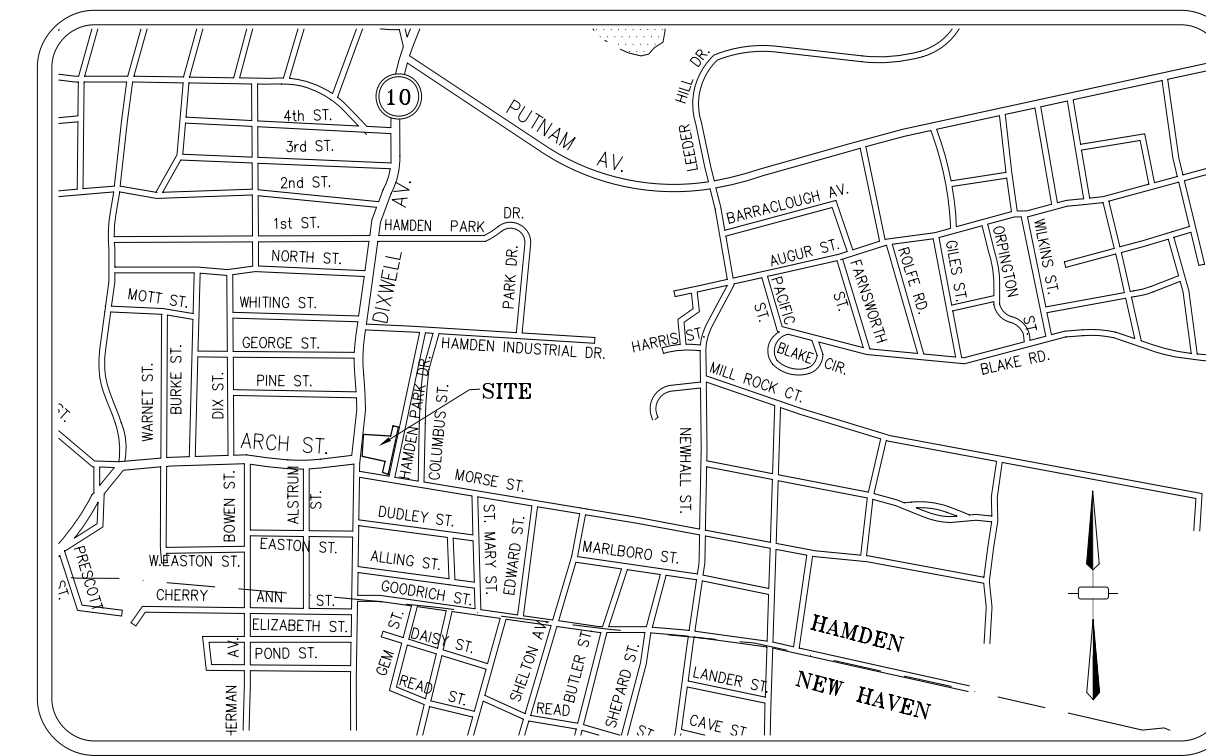 10
4th ST.
3rd ST.
2nd ST.
1st ST.
NORTH ST.
MOTT ST.
WHITING ST.
GEORGE ST.
PINE ST.
ARCH ST.
WARNET ST.
BURKE ST.
DIX ST.
DIXWELL AV.
PUTNAM AV.
LEEDER HILL DR.
HAMDEN PARK DR.
PARK DR.
HAMDEN INDUSTRIAL DR.
HAMDEN PARK DR.
COLUMBUS ST.
SITE
BARRACLOUGH AV.
AUGUR ST.
PACIFIC ST.
FARNSWORTH ST.
ROLFE RD.
GILES ST.
ORPINGTON ST.
WILKINS ST.
HARRIS ST.
BLAKE CIR.
BLAKE RD.
MILL ROCK CT.
NEWHALL ST.
MORSE ST.
BOWEN ST.
ALSTRUM ST.
DUDLEY ST.
EASTON ST.
ALLING ST.
W.EASTON ST.
ST. MARY ST.
EDWARD ST.
MARLBORO ST.
PRESCOTT ST.
ST.
CHERRY ANN ST.
GOODRICH ST.
ELIZABETH ST.
POND ST.
HERMAN AV.
GEM ST.
DAISY ST.
READ ST.
SHELTON AV.
BUTLER ST.
READ ST.
SHEPARD ST.
LANDER ST.
CAVE ST.
HAMDEN
NEW HAVEN